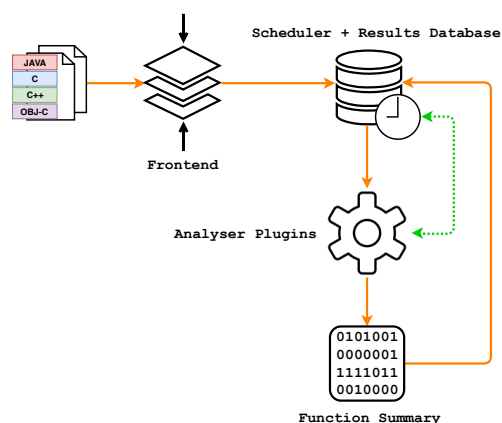 Scheduler + Results Database
JAVA
C
C++
OBJ-C
Frontend
Analyser Plugins
0101001
0000001
1111011
0010000
Function Summary